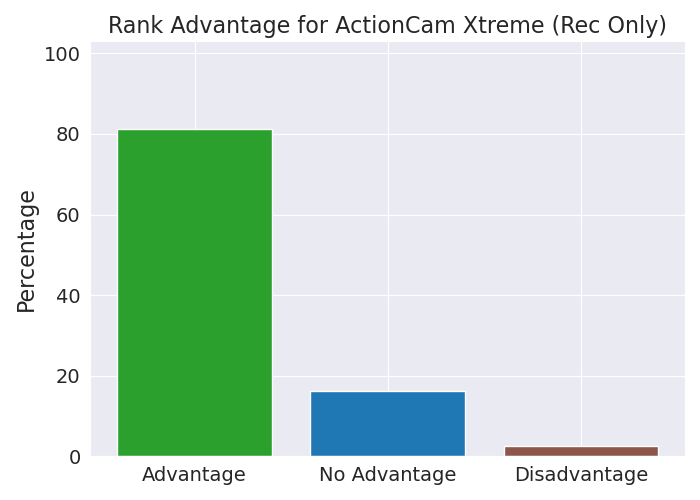 Rank Advantage for ActionCam Xtreme (Rec Only)
Percentage
100
80
60
40
20
0
Advantage
No Advantage
Disadvantage